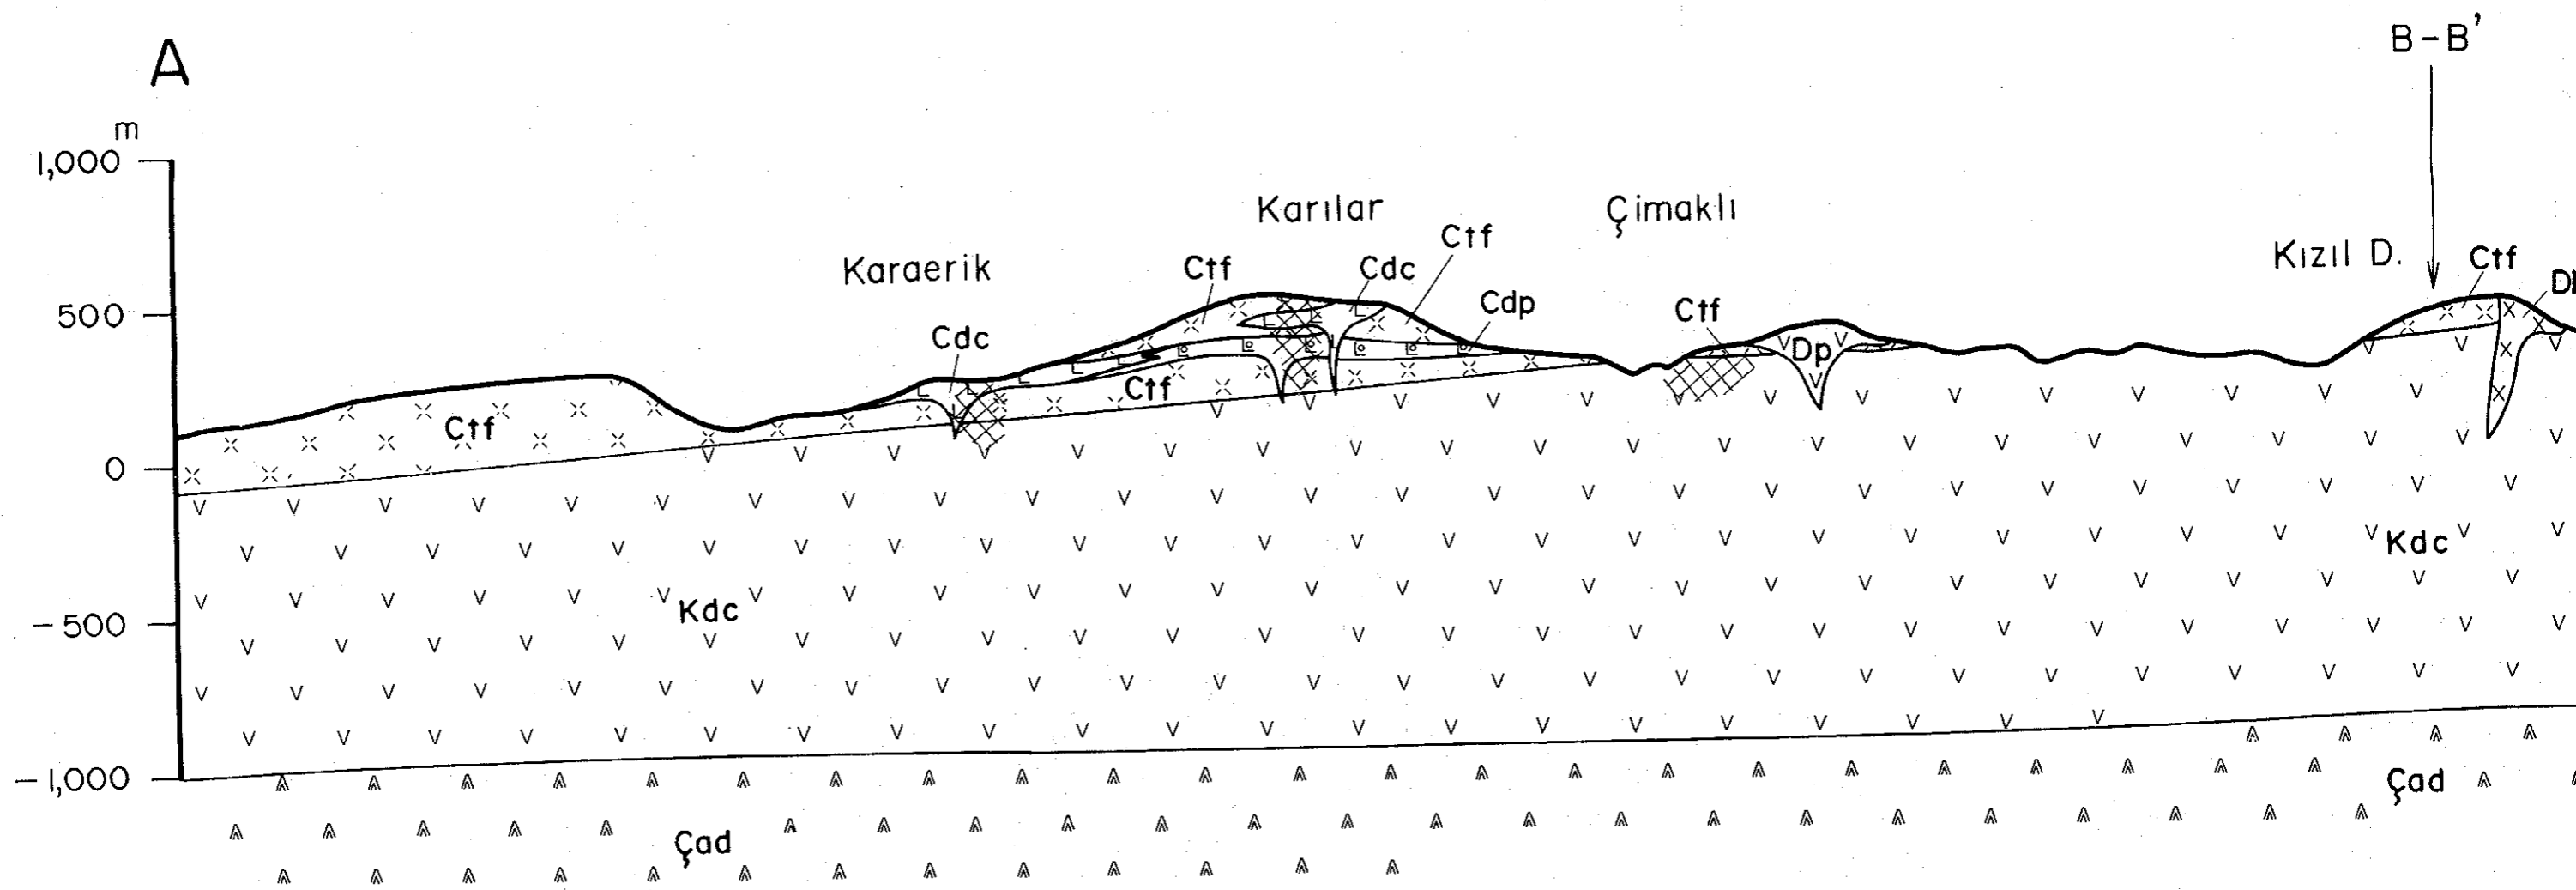 A
B-B'
m
1,000
500
0
-500
-1,000
Karaerik
Karılar
Çimaklı
Kızıl D.
Ctf
Cdc
Ctf
Ctf
Cdc
Ctf
Cdp
Ctf
Dp
Ctf
Kdc
Kdc
Çad
Çad